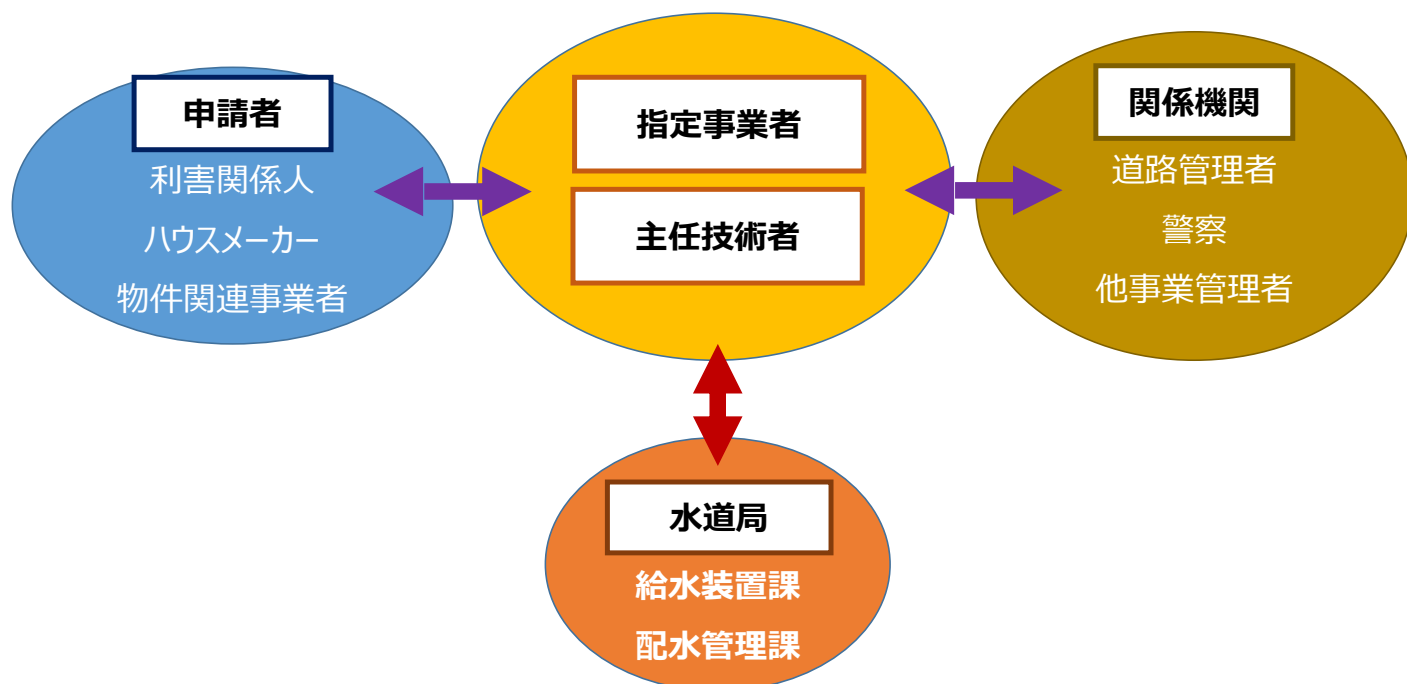 申請者
利害関係人
ハウスメーカー
物件関連事業者
指定事業者
主任技術者
関係機関
道路管理者
警察
他事業管理者
水道局
給水装置課
配水管理課